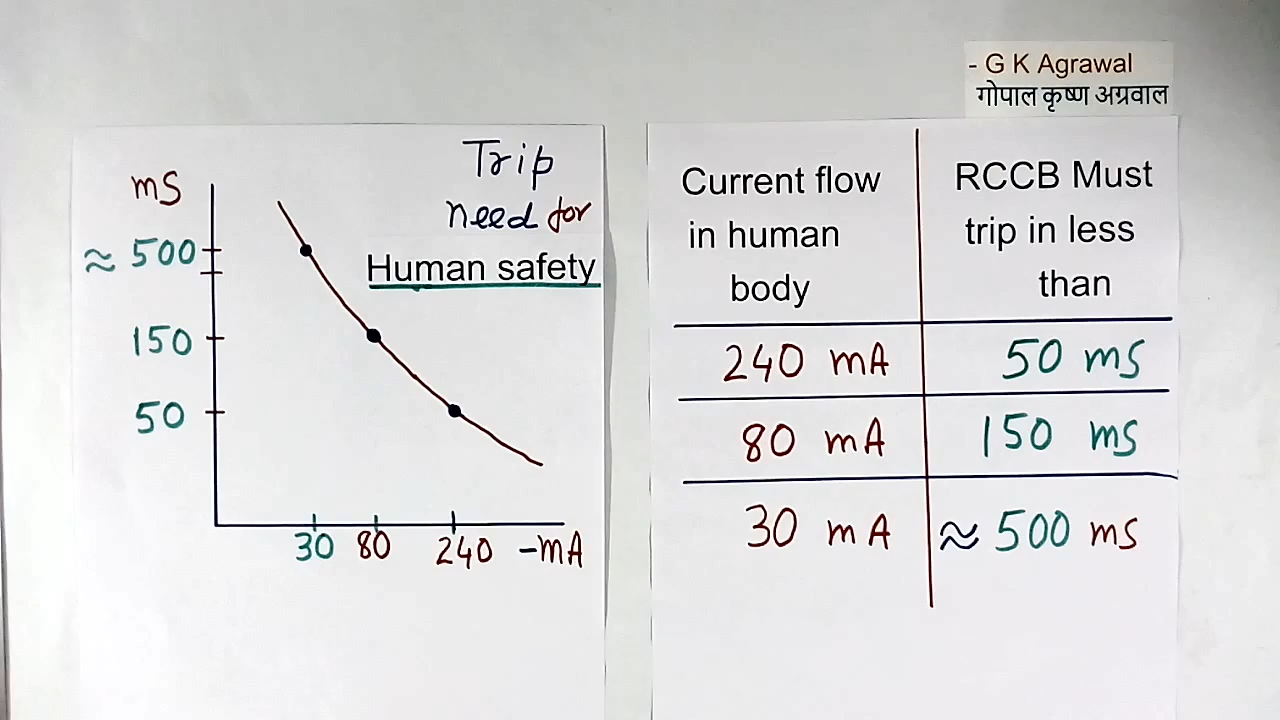 - G K Agrawal
गोपाल कृष्ण अग्रवाल
Trip
need for
Human safety
mS
≈ 500
150
50
30 80 240 -mA
Current flow
in human
body
RCCB Must
trip in less
than
240 mA 50 mS
80 mA 150 mS
30 mA ≈ 500 mS